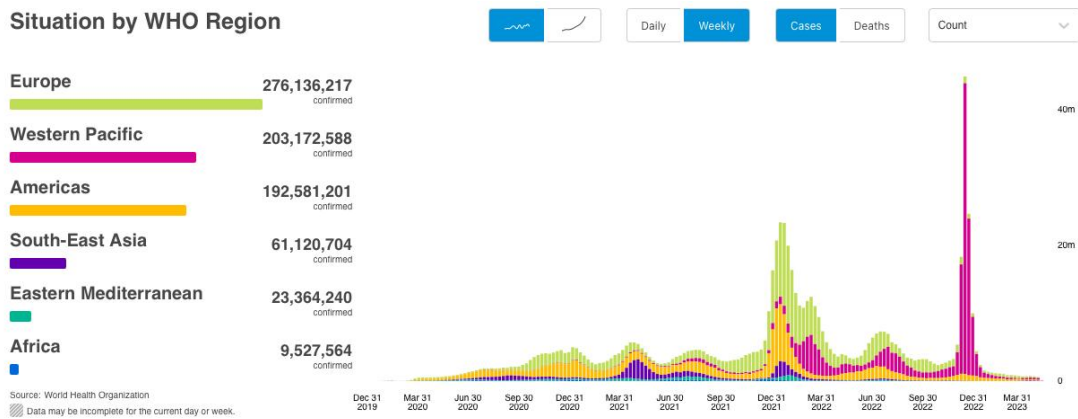 Situation by WHO Region
Daily
Weekly
Cases
Deaths
Count
Europe
276,136,217
confirmed
Western Pacific
203,172,588
confirmed
Americas
192,581,201
confirmed
South-East Asia
61,120,704
confirmed
Eastern Mediterranean
23,364,240
confirmed
Africa
9,527,564
confirmed
40m
20m
0
Dec 31 Mar 31 Jun 30 Sep 30 Dec 31 Mar 31 Jun 30 Sep 30 Dec 31 Mar 31 Jun 30 Sep 30 Dec 31 Mar 31
2019 2020 2020 2020 2020 2021 2021 2021 2021 2022 2022 2022 2022 2023
Source: World Health Organization
Data may be incomplete for the current day or week.